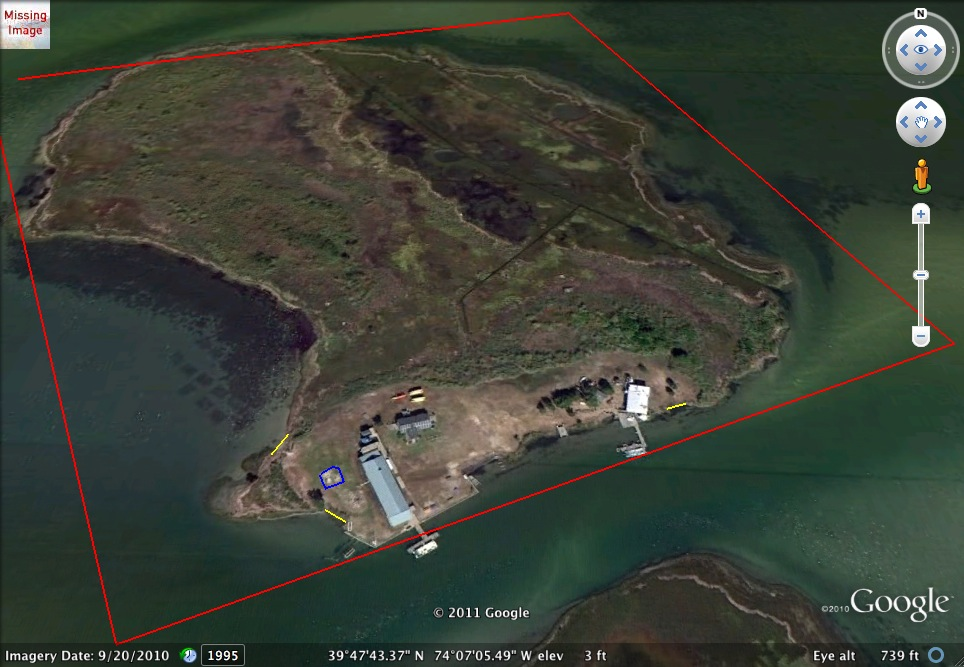 Missing
Image
N
© 2011 Google
©2010 Google
Imagery Date: 9/20/2010 1995 39°47'43.37" N 74°07'05.49" W elev 3 ft Eye alt 739 ft